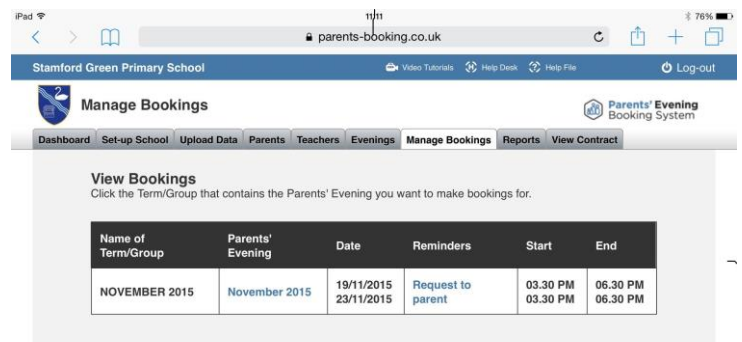 iPad 11:11 76%
parents-booking.co.uk
Stamford Green Primary School Video Tutorials Help Desk Help File Log-out
Manage Bookings Parents' Evening
Booking System
Dashboard Set-up School Upload Data Parents Teachers Evenings Manage Bookings Reports View Contract
View Bookings
Click the Term/Group that contains the Parents' Evening you want to make bookings for.
Name of Term/Group Parents' Evening Date Reminders Start End
NOVEMBER 2015 November 2015 19/11/2015 Request to parent 03.30 PM 06.30 PM
23/11/2015 03.30 PM 06.30 PM